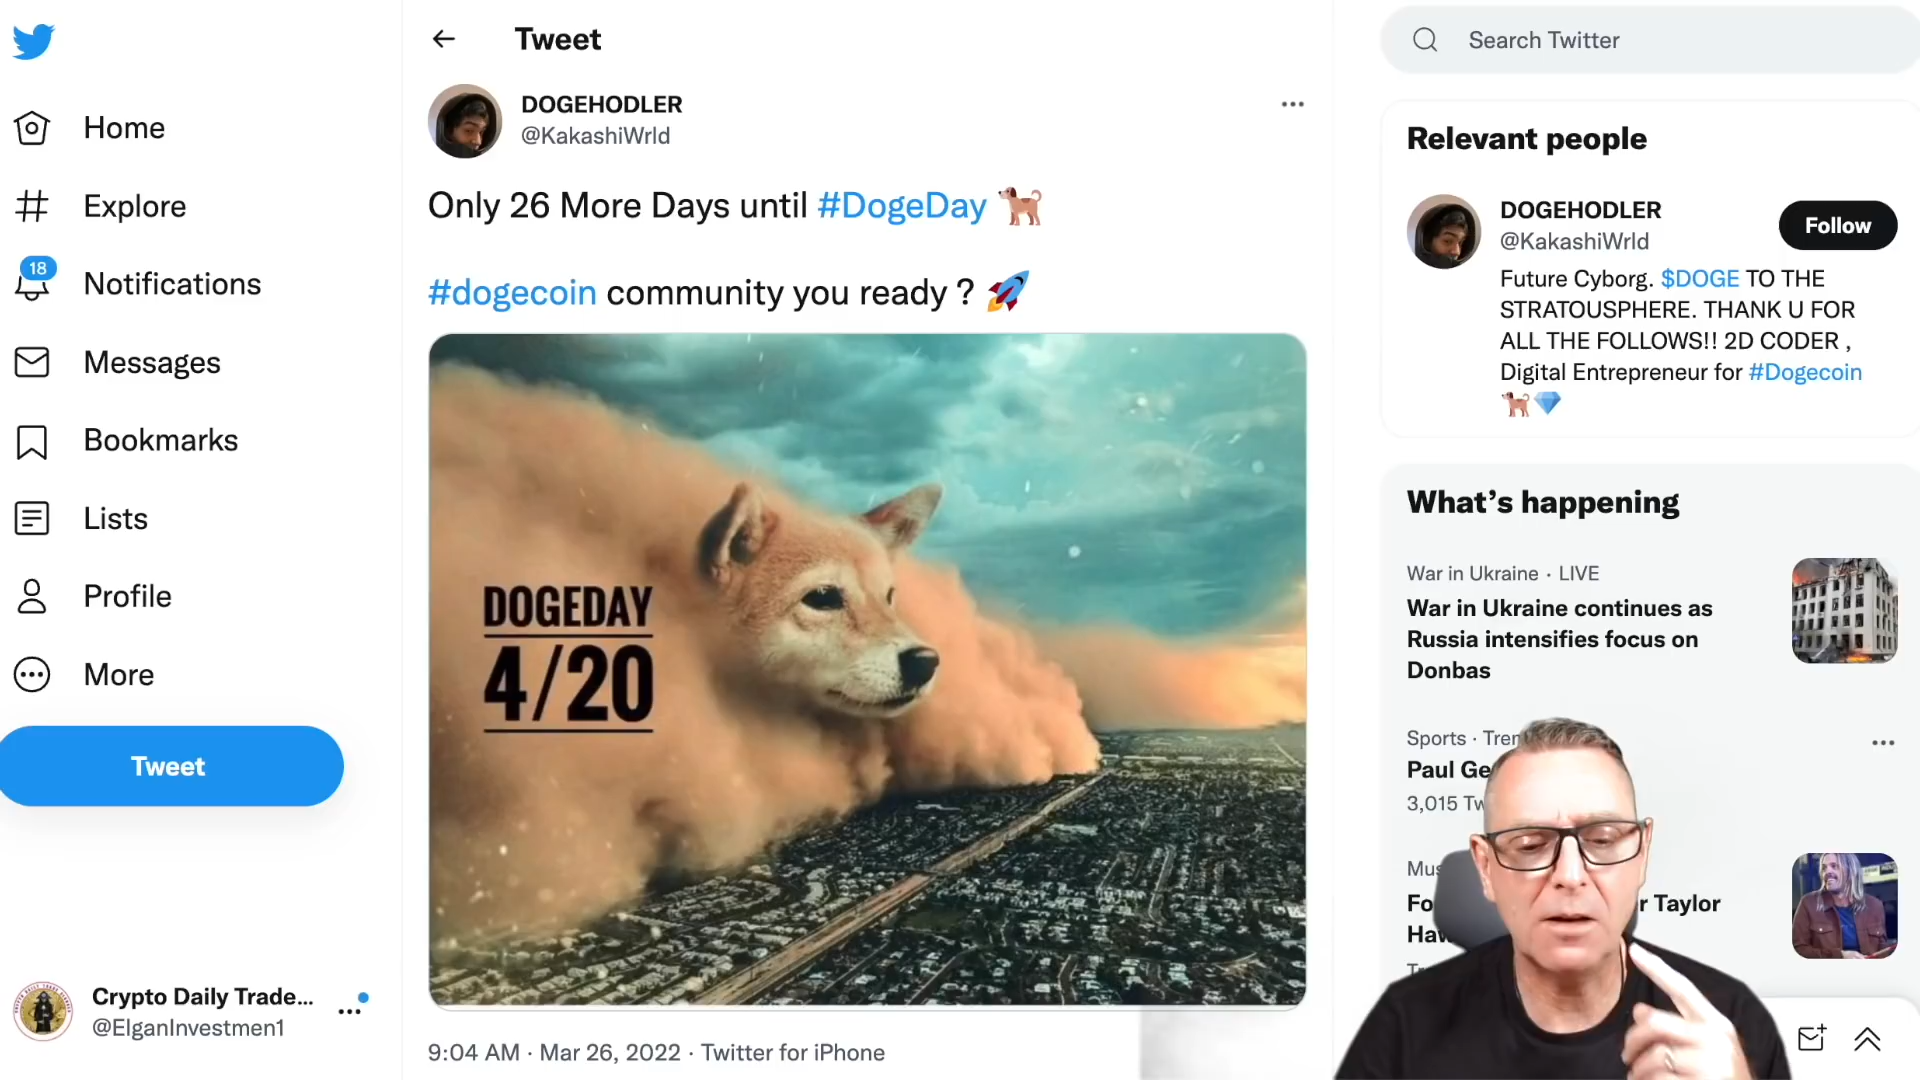 Home
Explore
18
Notifications
Messages
Bookmarks
Lists
Profile
More
Tweet
Crypto Daily Trade...
@ElganInvestmen1
Tweet
DOGEHODLER
@KakashiWrld
Only 26 More Days until #DogeDay 🐕
#dogecoin community you ready ? 🚀
DOGEDAY
4/20
9:04 AM · Mar 26, 2022 · Twitter for iPhone
Search Twitter
Relevant people
DOGEHODLER
@KakashiWrld
Follow
Future Cyborg. $DOGE TO THE
STRATOUSPHERE. THANK U FOR
ALL THE FOLLOWS!! 2D CODER ,
Digital Entrepreneur for #Dogecoin
🐕💎
What's happening
War in Ukraine · LIVE
War in Ukraine continues as
Russia intensifies focus on
Donbas
Sports ·
Paul
3,015
Taylor